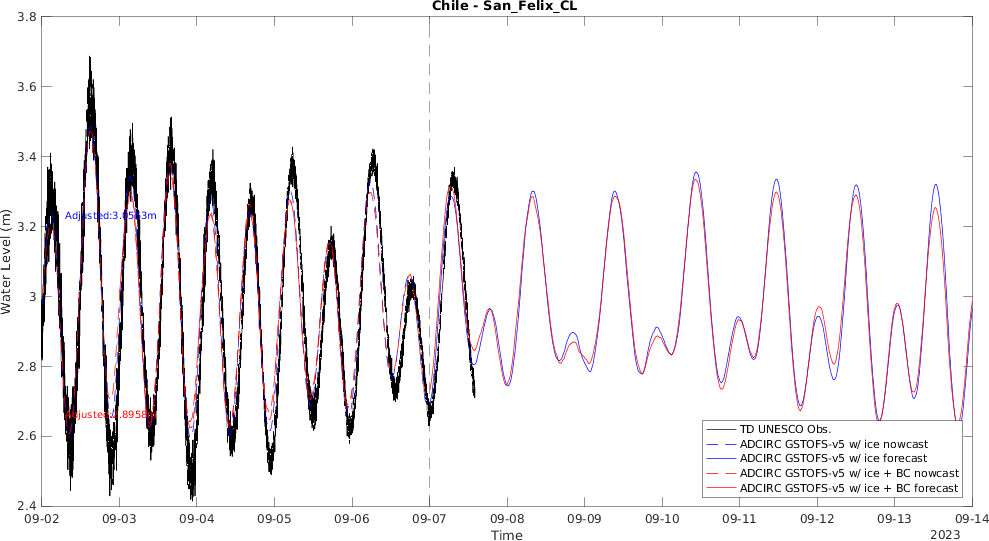 Chile - San_Felix_CL
Water Level (m)
3.8
3.6
3.4
3.2
3
2.8
2.6
2.4
09-02
09-03
09-04
09-05
09-06
09-07
09-08
09-09
09-10
09-11
09-12
09-13
09-14
Time
2023
TD UNESCO Obs.
ADCIRC GSTOFS-v5 w/ ice nowcast
ADCIRC GSTOFS-v5 w/ ice forecast
ADCIRC GSTOFS-v5 w/ ice + BC nowcast
ADCIRC GSTOFS-v5 w/ ice + BC forecast